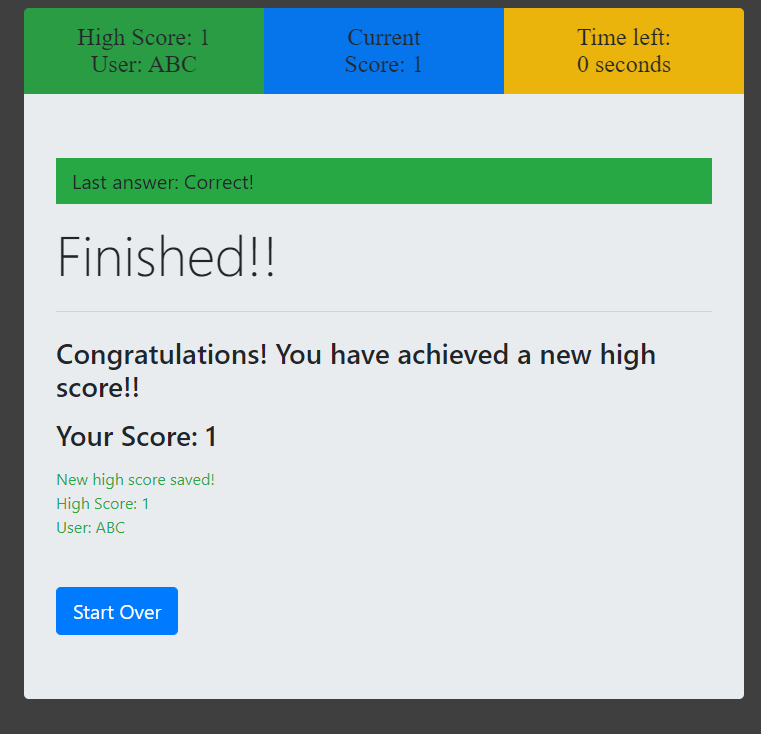 High Score: 1
User: ABC
Current
Score: 1
Time left:
0 seconds
Last answer: Correct!
Finished!!
Congratulations! You have achieved a new high
score!!
Your Score: 1
New high score saved!
High Score: 1
User: ABC
Start Over